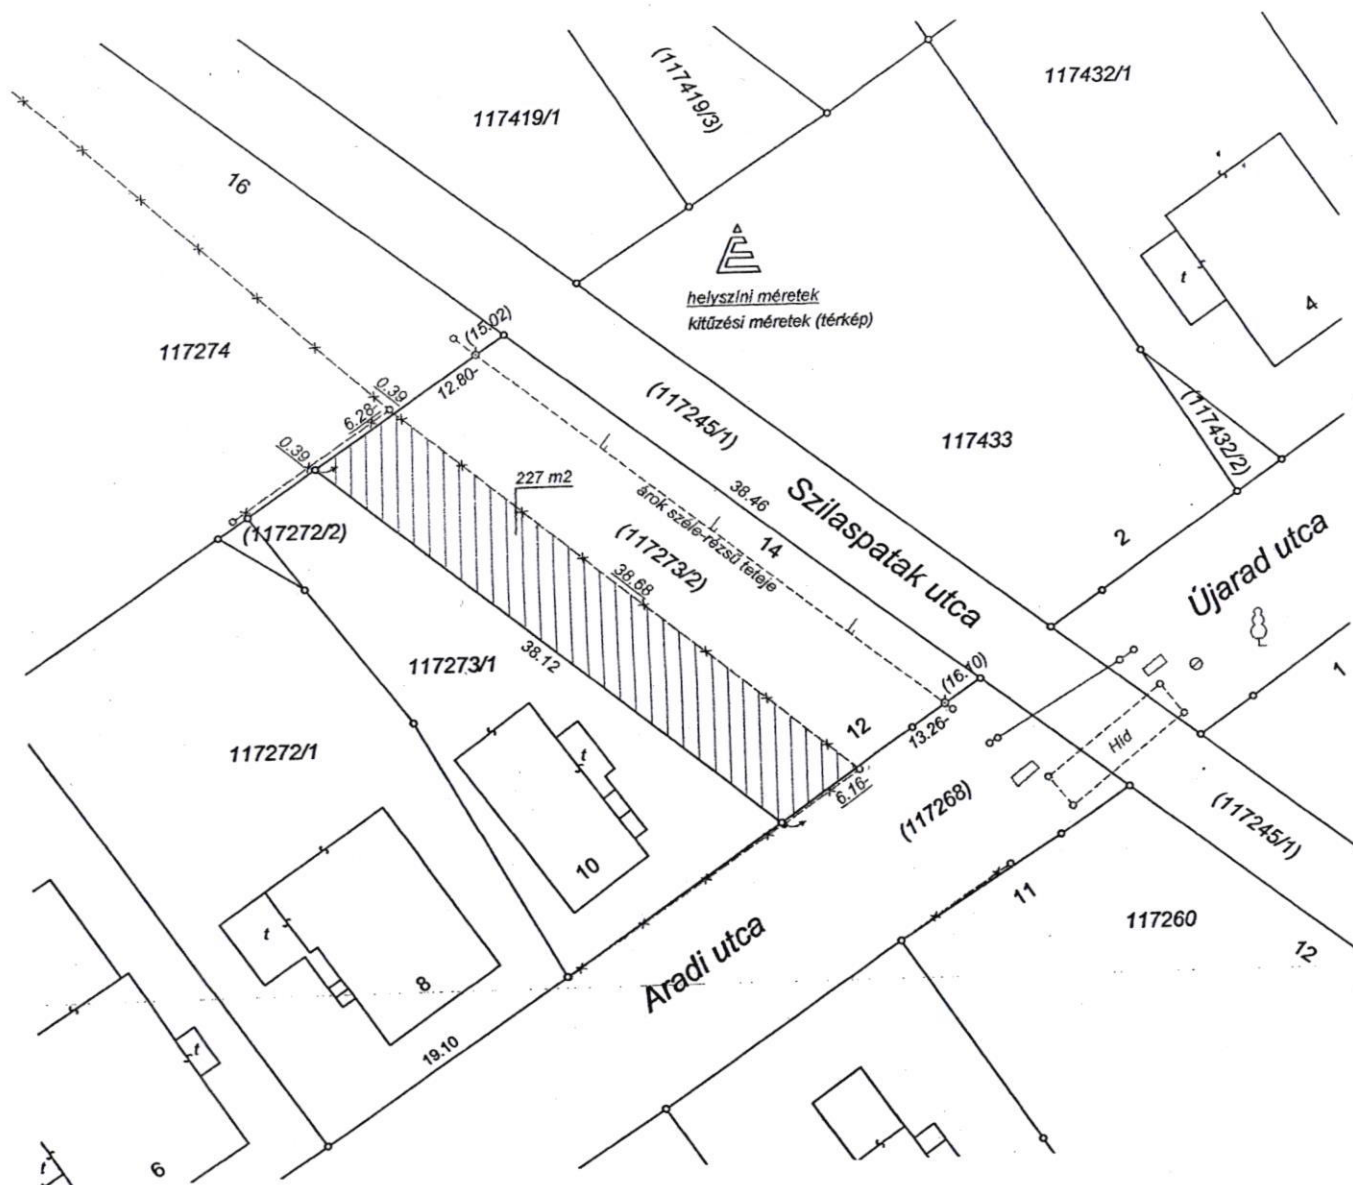 117419/1
(117419/3)
117432/1
16
helyszíni méretek
kitűzési méretek (térkép)
4
t
117274
(15.02)
12.80-
0.39
6.28-
0.39
(117245/1)
117433
(117432/2)
227 m2
38.46
árok széle-rézsű teteje
Szilaspatak utca
14
2
Újarad utca
(117272/2)
(117273/2)
38.68
38.12
117273/1
(16.10)
1
12
13.26-
Híd
6.16-
(117268)
(117245/1)
117272/1
t
10
11
117260
12
t
8
Aradi utca
19.10
t
t
6